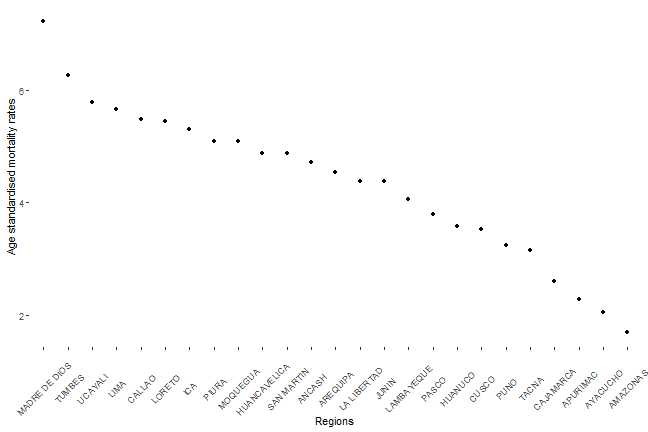 Age standardised mortality rates
6
4
2
MADRE DE DIOS
TUMBES
UCAYALI
LIMA
CALLAO
LORETO
ICA
PIURA
MOQUEGUA
HUANCAVELICA
SAN MARTIN
ANCASH
AREQUIPA
LA LIBERTAD
JUNIN
LAMBAYEQUE
PASCO
HUANUCO
CUSCO
PUNO
TACNA
CAJAMARCA
APURIMAC
AYACUCHO
AMAZONAS
Regions